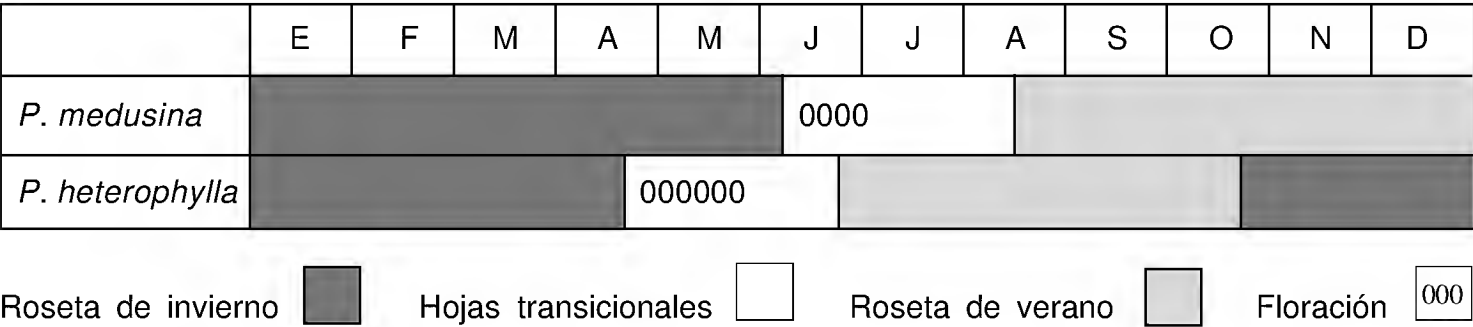 E F M A M J J A S O N D
P. medusina 0000
P. heterophylla 000000
Roseta de invierno Hojas transicionales Roseta de verano Floración 000